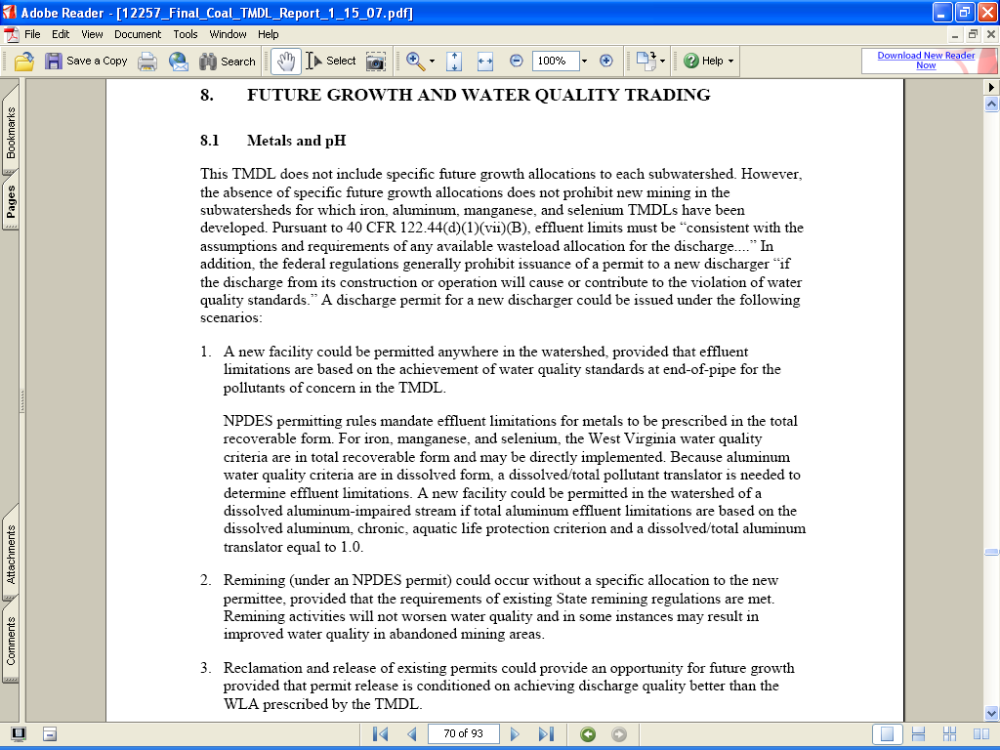 Adobe Reader - [12257_Final_Coal_TMDL_Report_1_15_07.pdf]
File Edit View Document Tools Window Help
Save a Copy Search Select 100% Help Download New Reader Now
Bookmarks
Pages
Attachments
Comments
8. FUTURE GROWTH AND WATER QUALITY TRADING
8.1 Metals and pH
This TMDL does not include specific future growth allocations to each subwatershed. However,
the absence of specific future growth allocations does not prohibit new mining in the
subwatersheds for which iron, aluminum, manganese, and selenium TMDLs have been
developed. Pursuant to 40 CFR 122.44(d)(1)(vii)(B), effluent limits must be “consistent with the
assumptions and requirements of any available wasteload allocation for the discharge....” In
addition, the federal regulations generally prohibit issuance of a permit to a new discharger “if
the discharge from its construction or operation will cause or contribute to the violation of water
quality standards.” A discharge permit for a new discharger could be issued under the following
scenarios:
1. A new facility could be permitted anywhere in the watershed, provided that effluent
limitations are based on the achievement of water quality standards at end-of-pipe for the
pollutants of concern in the TMDL.
NPDES permitting rules mandate effluent limitations for metals to be prescribed in the total
recoverable form. For iron, manganese, and selenium, the West Virginia water quality
criteria are in total recoverable form and may be directly implemented. Because aluminum
water quality criteria are in dissolved form, a dissolved/total pollutant translator is needed to
determine effluent limitations. A new facility could be permitted in the watershed of a
dissolved aluminum-impaired stream if total aluminum effluent limitations are based on the
dissolved aluminum, chronic, aquatic life protection criterion and a dissolved/total aluminum
translator equal to 1.0.
2. Remining (under an NPDES permit) could occur without a specific allocation to the new
permittee, provided that the requirements of existing State remining regulations are met.
Remining activities will not worsen water quality and in some instances may result in
improved water quality in abandoned mining areas.
3. Reclamation and release of existing permits could provide an opportunity for future growth
provided that permit release is conditioned on achieving discharge quality better than the
WLA prescribed by the TMDL.
70 of 93